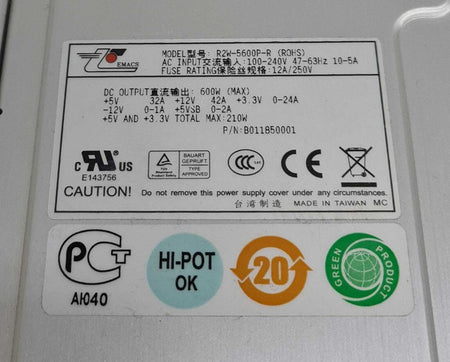 EMACS
MODEL型号: R2W-5600P-R (ROHS)
AC INPUT交流输入: 100-240V 47-63Hz 10-5A
FUSE RATING保险丝规格: 12A/250V
DC OUTPUT直流输出: 600W (MAX)
+5V 32A +12V 42A +3.3V 0-24A
-12V 0-1A +5VSB 0-2A
+5V AND +3.3V TOTAL MAX: 210W
P/N: B011850001
c RU US
E143756
BAUART GEPRÜFT
TYPE APPROVED
CCC
CE
CAUTION! Do not remove this power supply cover under any circumstances.
台湾制造 MADE IN TAIWAN MC
PCT
AЮ40
HI-POT
OK
20
GREEN PRODUCT